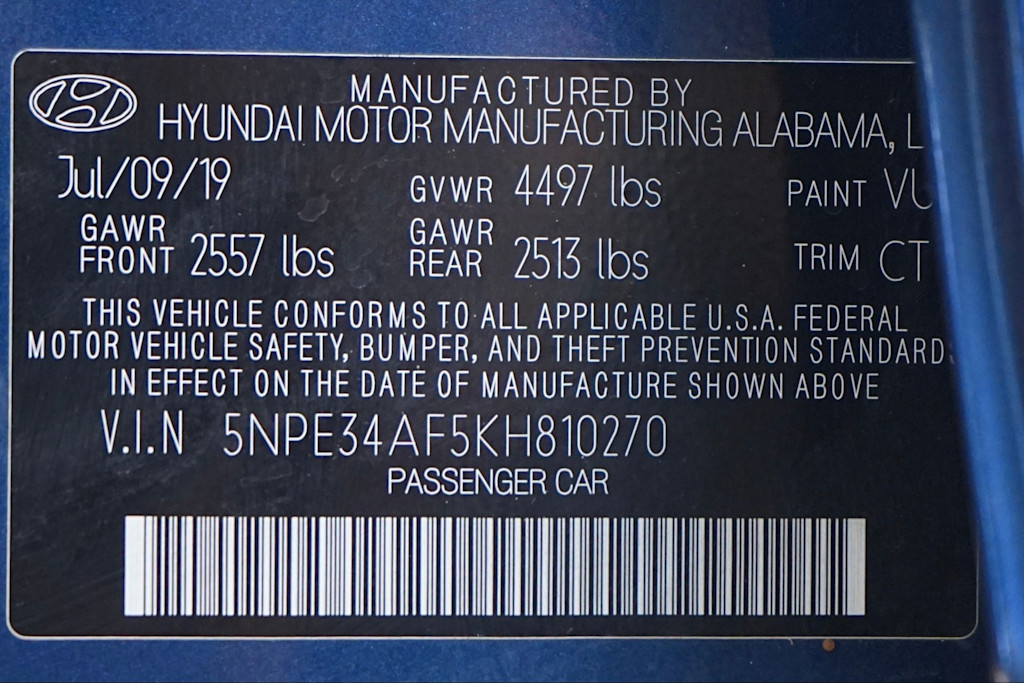 MANUFACTURED BY
HYUNDAI MOTOR MANUFACTURING ALABAMA, L
Jul/09/19 GVWR 4497 lbs PAINT VU
GAWR FRONT 2557 lbs GAWR REAR 2513 lbs TRIM CT
THIS VEHICLE CONFORMS TO ALL APPLICABLE U.S.A. FEDERAL
MOTOR VEHICLE SAFETY, BUMPER, AND THEFT PREVENTION STANDARD
IN EFFECT ON THE DATE OF MANUFACTURE SHOWN ABOVE
V.I.N 5NPE34AF5KH810270
PASSENGER CAR